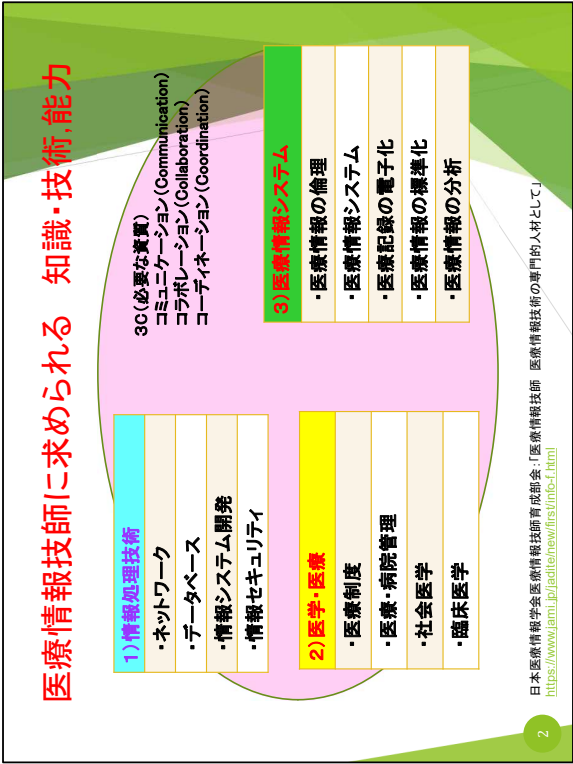 医療情報技師に求められる　知識・技術,能力
3C(必要な資質)
コミュニケーション(Communication)
コラボレーション(Collaboration)
コーディネーション(Coordination)
1)情報処理技術
・ネットワーク
・データベース
・情報システム開発
・情報セキュリティ
2)医学・医療
・医療制度
・医療・病院管理
・社会医学
・臨床医学
3)医療情報システム
・医療情報の倫理
・医療情報システム
・医療記録の電子化
・医療情報の標準化
・医療情報の分析
日本医療情報学会医療情報技師育成部会:「医療情報技師　医療情報技術の専門的人材として」
https://www.jami.jp/jadite/new/first/info-f.html
2